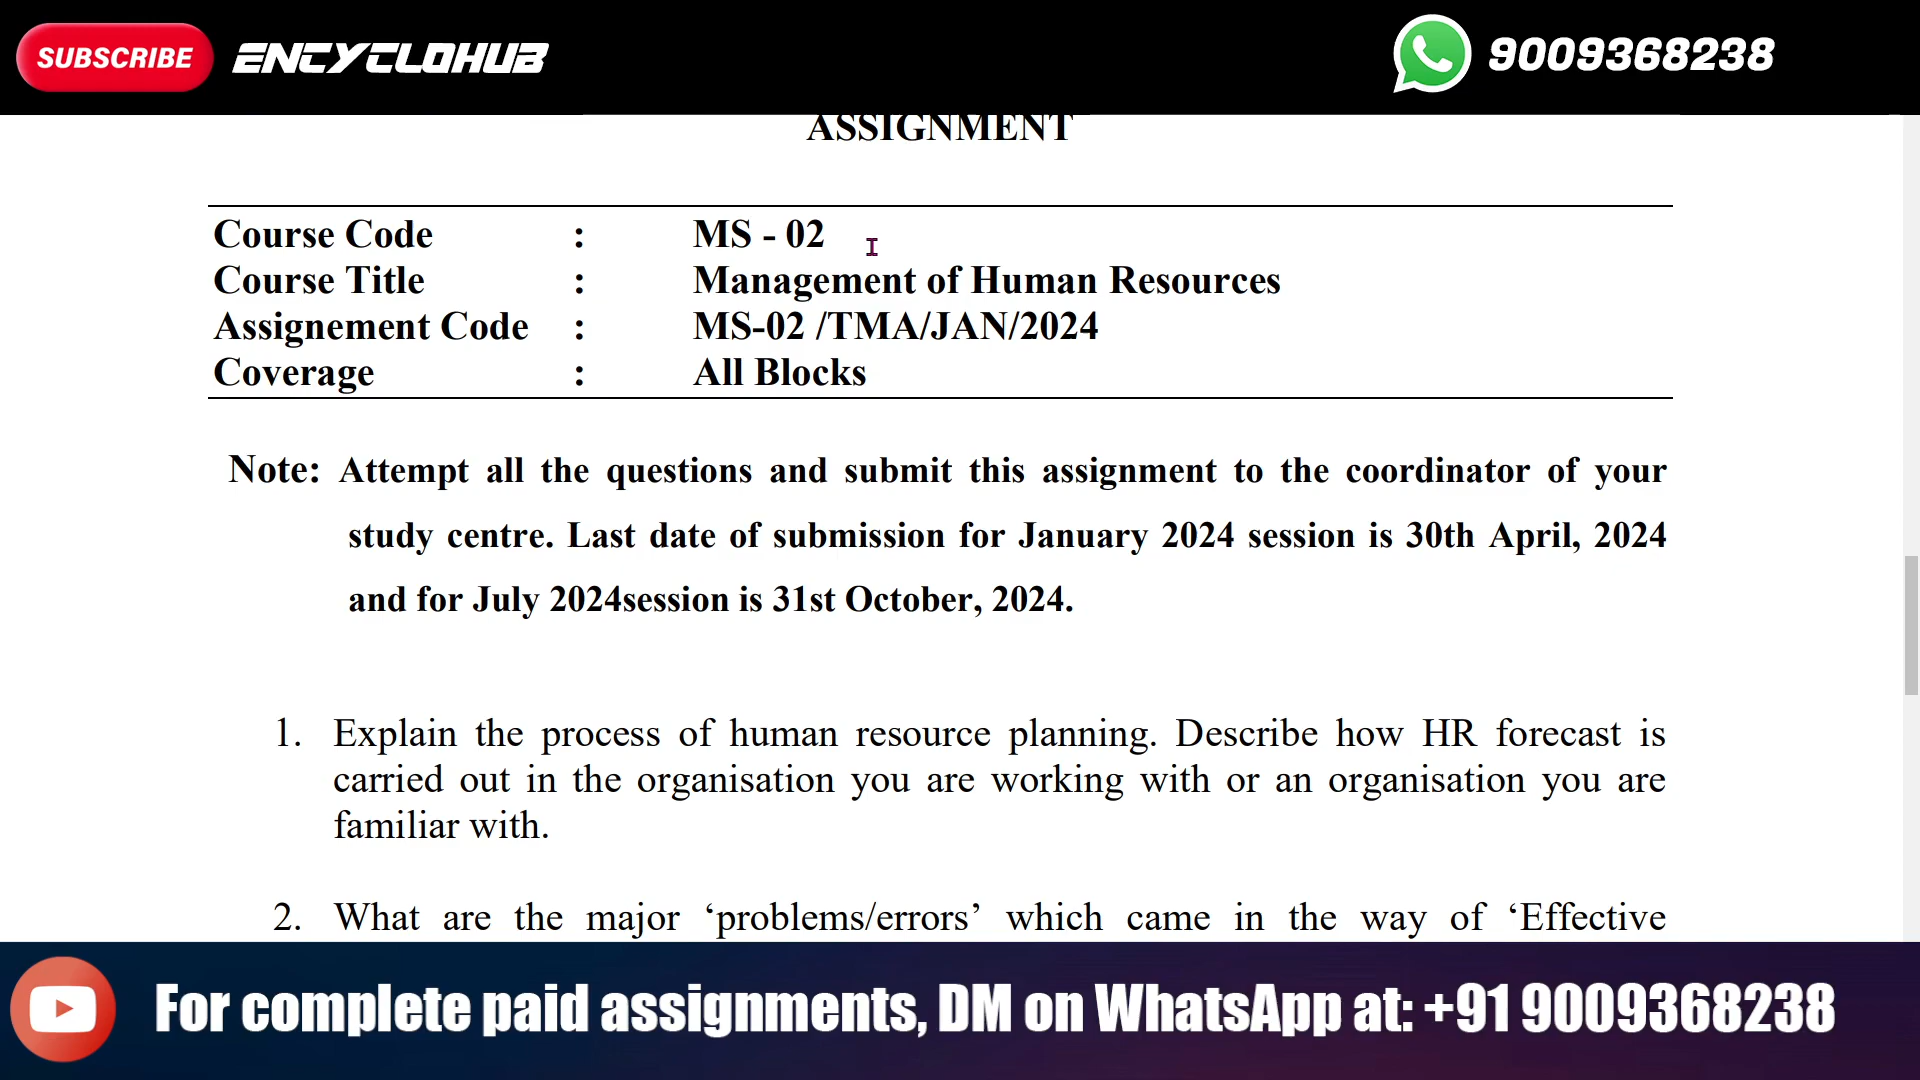 SUBSCRIBE ENCYCLOHUB 9009368238
ASSIGNMENT
Course Code : MS - 02
Course Title : Management of Human Resources
Assignement Code : MS-02 /TMA/JAN/2024
Coverage : All Blocks
Note: Attempt all the questions and submit this assignment to the coordinator of your
study centre. Last date of submission for January 2024 session is 30th April, 2024
and for July 2024session is 31st October, 2024.
1. Explain the process of human resource planning. Describe how HR forecast is
carried out in the organisation you are working with or an organisation you are
familiar with.
2. What are the major ‘problems/errors’ which came in the way of ‘Effective
For complete paid assignments, DM on WhatsApp at: +91 9009368238